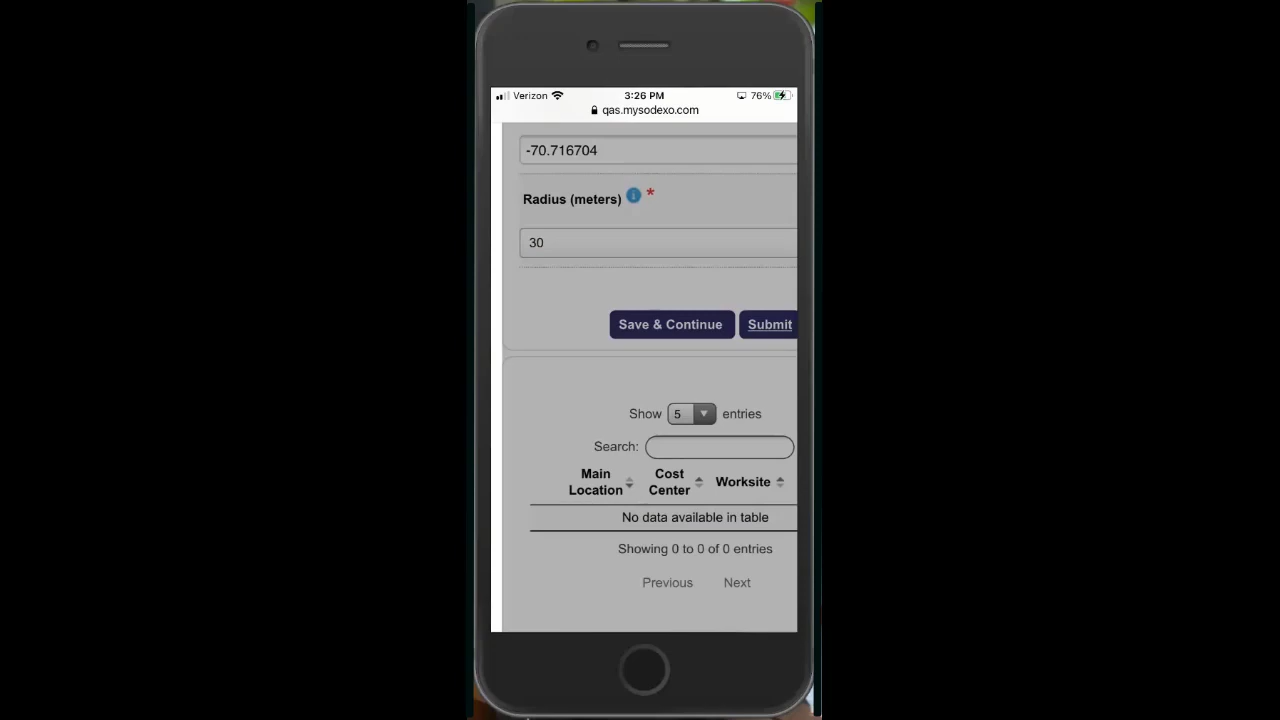 Verizon 3:26 PM 76%
qas.mysodexo.com
-70.716704
Radius (meters) i *
30
Save & Continue Submit
Show 5 entries
Search:
Main Location Cost Center Worksite
No data available in table
Showing 0 to 0 of 0 entries
Previous Next